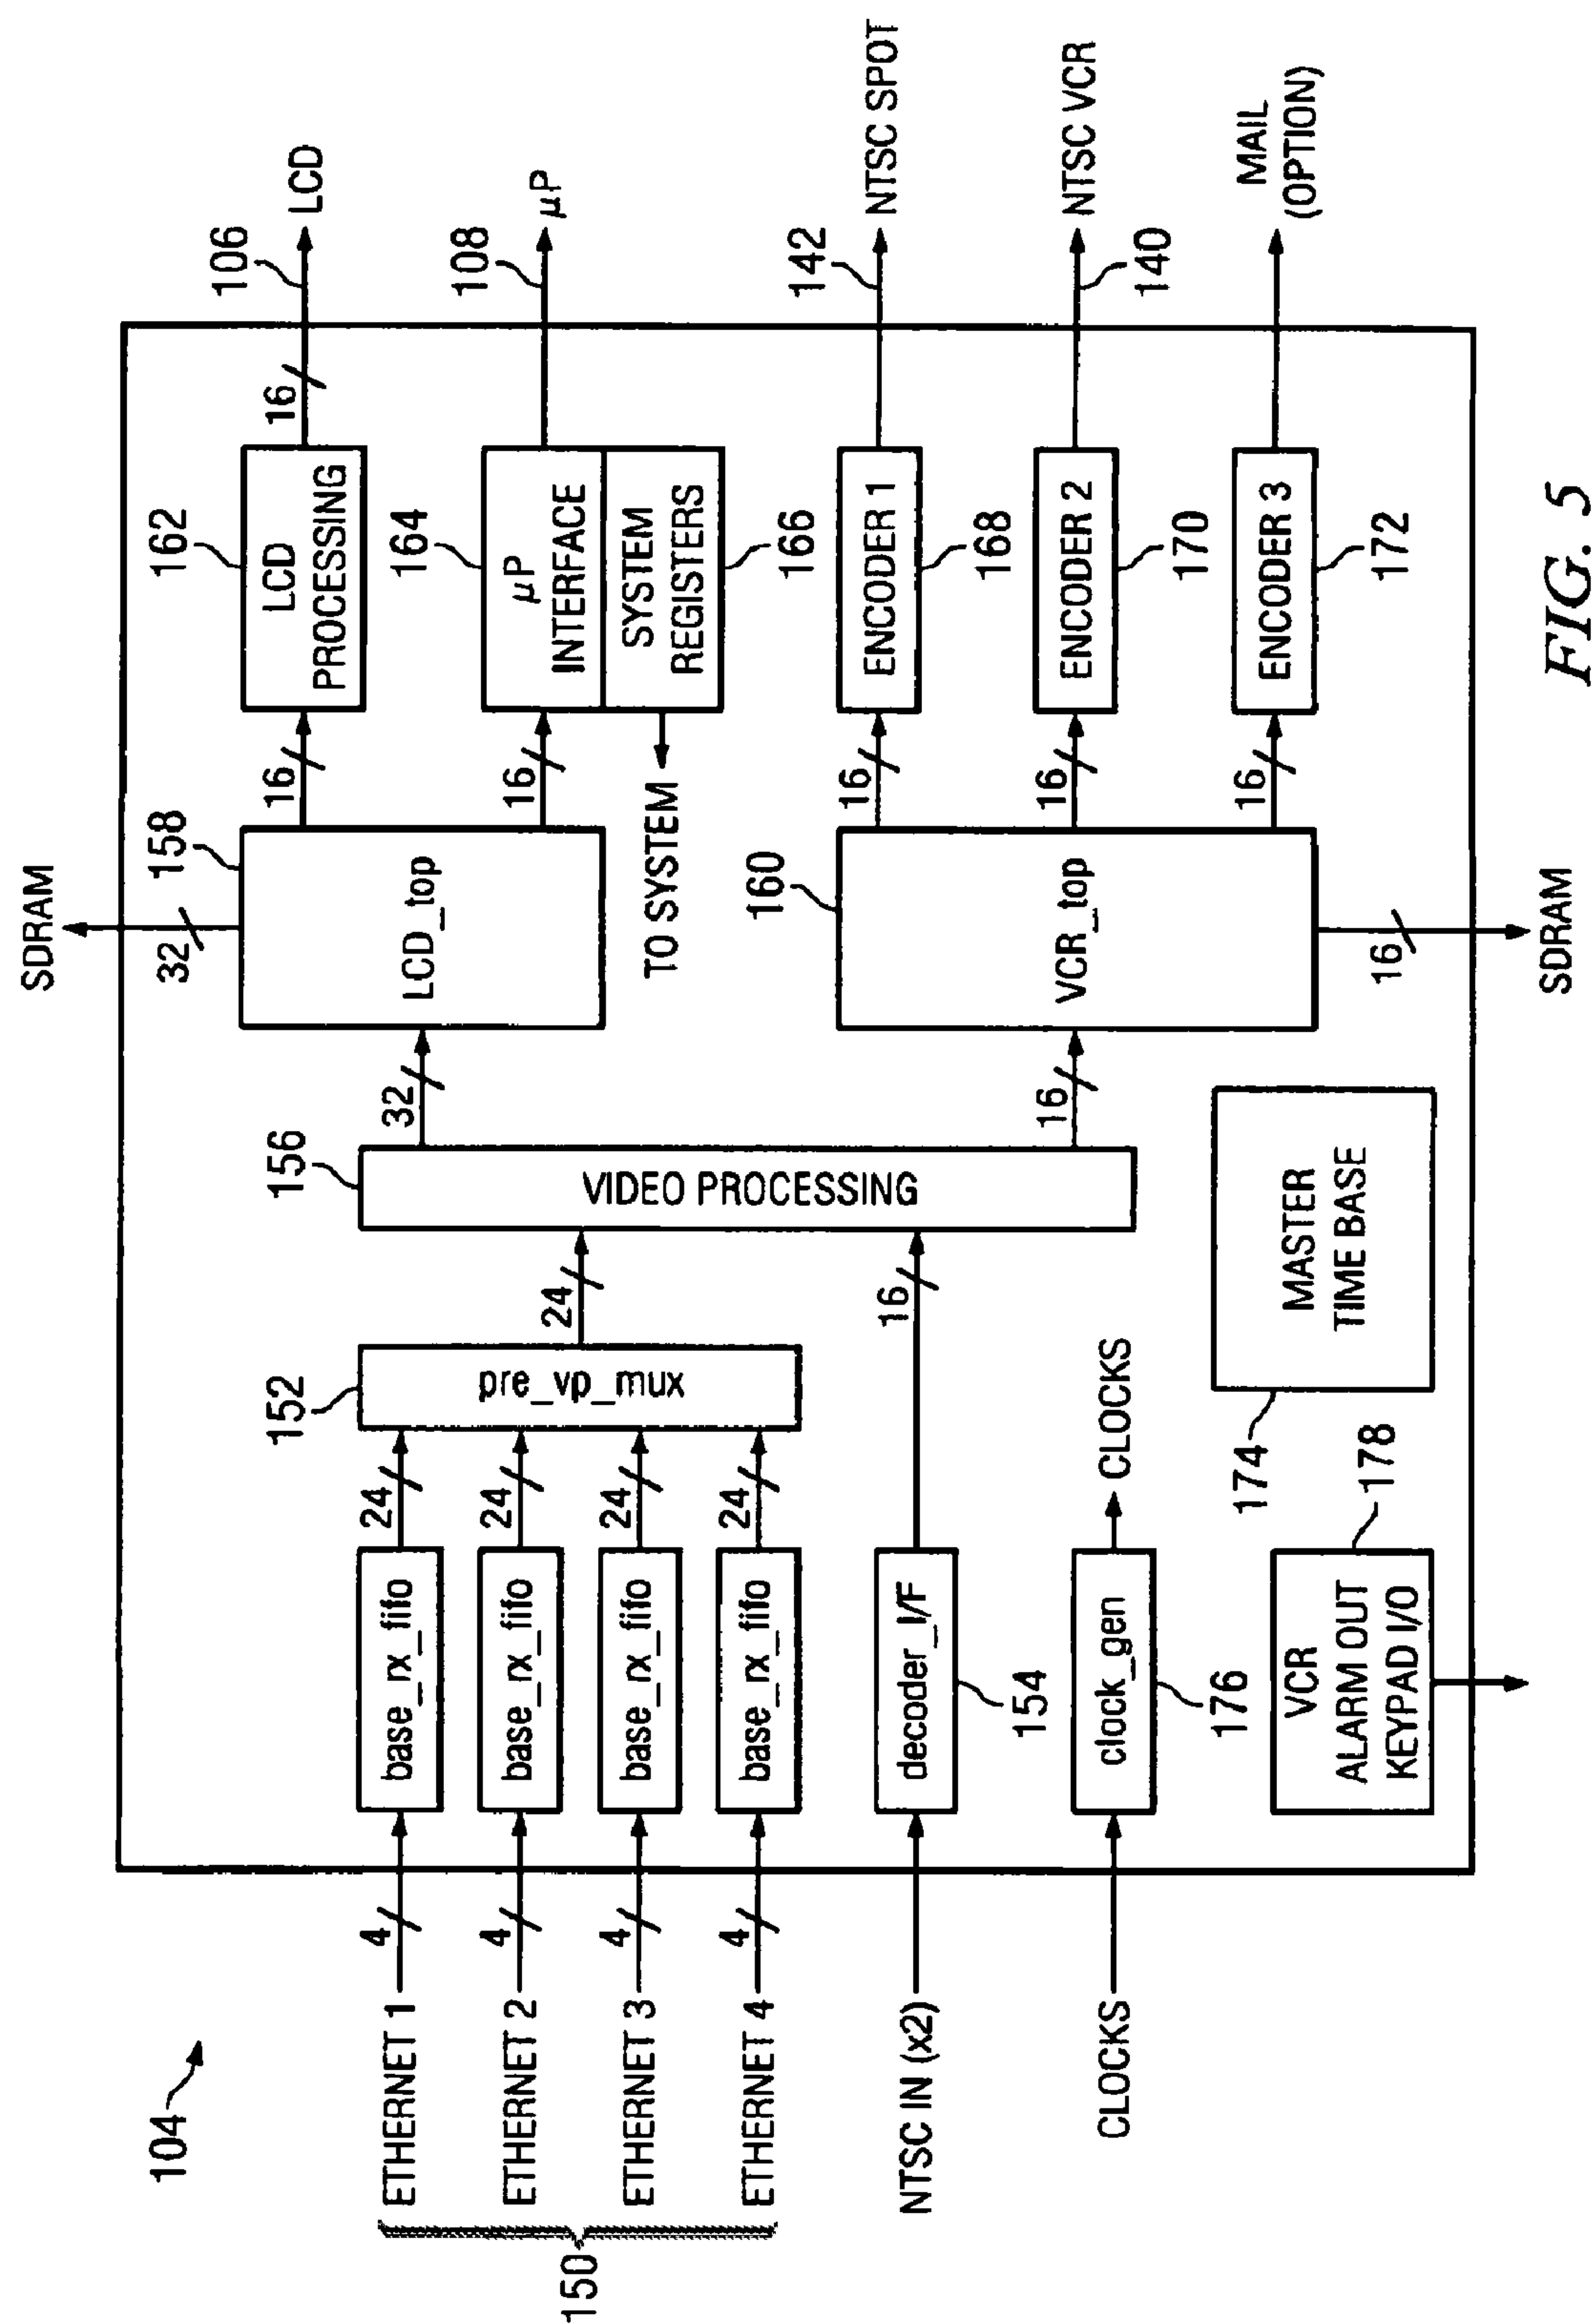 104
ETHERNET 1
ETHERNET 2
ETHERNET 3
ETHERNET 4
150
NTSC IN (x2)
CLOCKS
4
4
4
4
base_rx_fifo
base_rx_fifo
base_rx_fifo
base_rx_fifo
decoder_I/F
154
clock_gen
176
CLOCKS
VCR
ALARM OUT
KEYPAD I/O
178
24
24
24
24
152
pre_vp_mux
24
16
156
VIDEO PROCESSING
MASTER
TIME BASE
174
32
16
SDRAM
32
158
LCD_top
160
VCR_top
16
SDRAM
16
16
TO SYSTEM
16
16
16
162
LCD
PROCESSING
164
μP
INTERFACE
SYSTEM
REGISTERS
166
ENCODER 1
168
ENCODER 2
170
ENCODER 3
172
16
106
LCD
108
μP
142
NTSC SPOT
140
NTSC VCR
MAIL
(OPTION)
FIG. 5